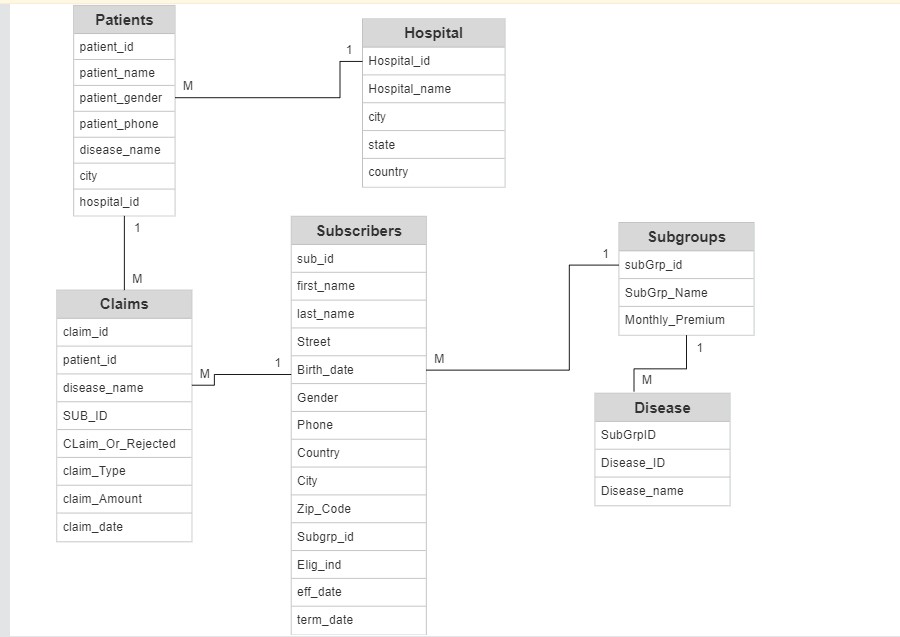 Patients
patient_id
patient_name
patient_gender
patient_phone
disease_name
city
hospital_id
M
1
Hospital
Hospital_id
Hospital_name
city
state
country
1
M
Claims
claim_id
patient_id
disease_name
SUB_ID
CLaim_Or_Rejected
claim_Type
claim_Amount
claim_date
M
1
Subscribers
sub_id
first_name
last_name
Street
Birth_date
Gender
Phone
Country
City
Zip_Code
Subgrp_id
Elig_ind
eff_date
term_date
M
1
Subgroups
subGrp_id
SubGrp_Name
Monthly_Premium
1
M
Disease
SubGrpID
Disease_ID
Disease_name